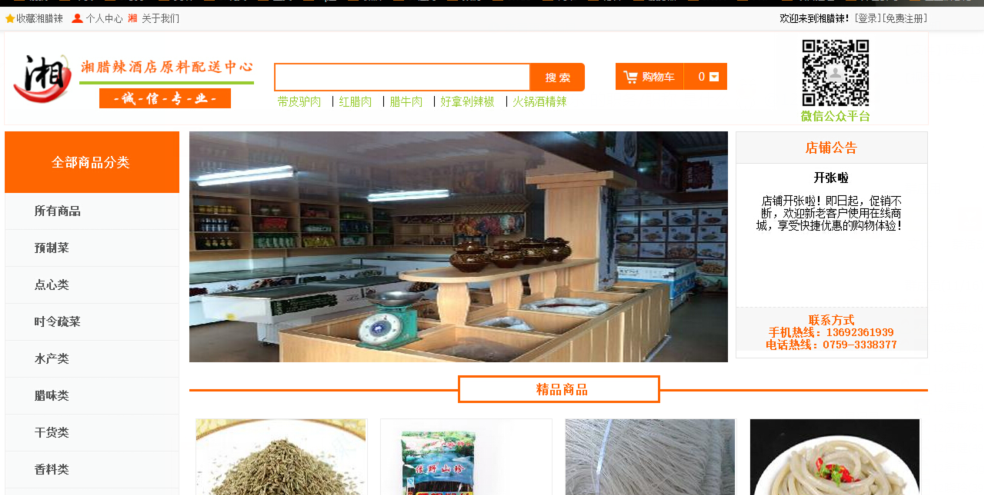 收藏湘腊辣 个人中心 湘 关于我们
欢迎来到湘腊辣! [登录][免费注册]
湘
湘腊辣酒店原料配送中心
-诚-信-专-业-
搜 索
购物车 0
带皮驴肉 | 红腊肉 | 腊牛肉 | 好拿剁辣椒 | 火锅酒精辣
微信公众平台
全部商品分类
所有商品
预制菜
点心类
时令疏菜
水产类
腊味类
干货类
香料类
店铺公告
开张啦
店铺开张啦! 即日起, 促销不
断, 欢迎新老客户使用在线商
城, 享受快捷优惠的购物体验!
联系方式
手机热线: 13692361939
电话热线: 0759-3338377
精品商品